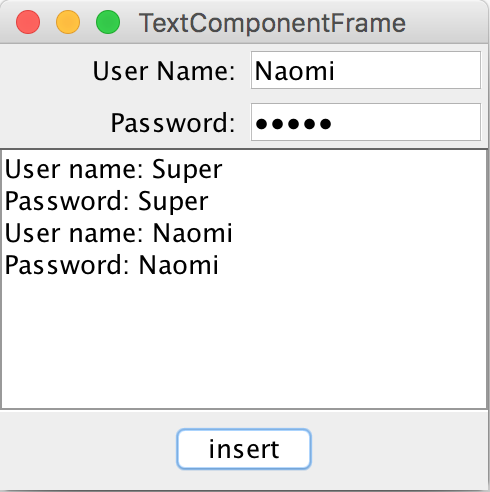 TextComponentFrame
User Name: Naomi
Password: •••••
User name: Super
Password: Super
User name: Naomi
Password: Naomi
insert